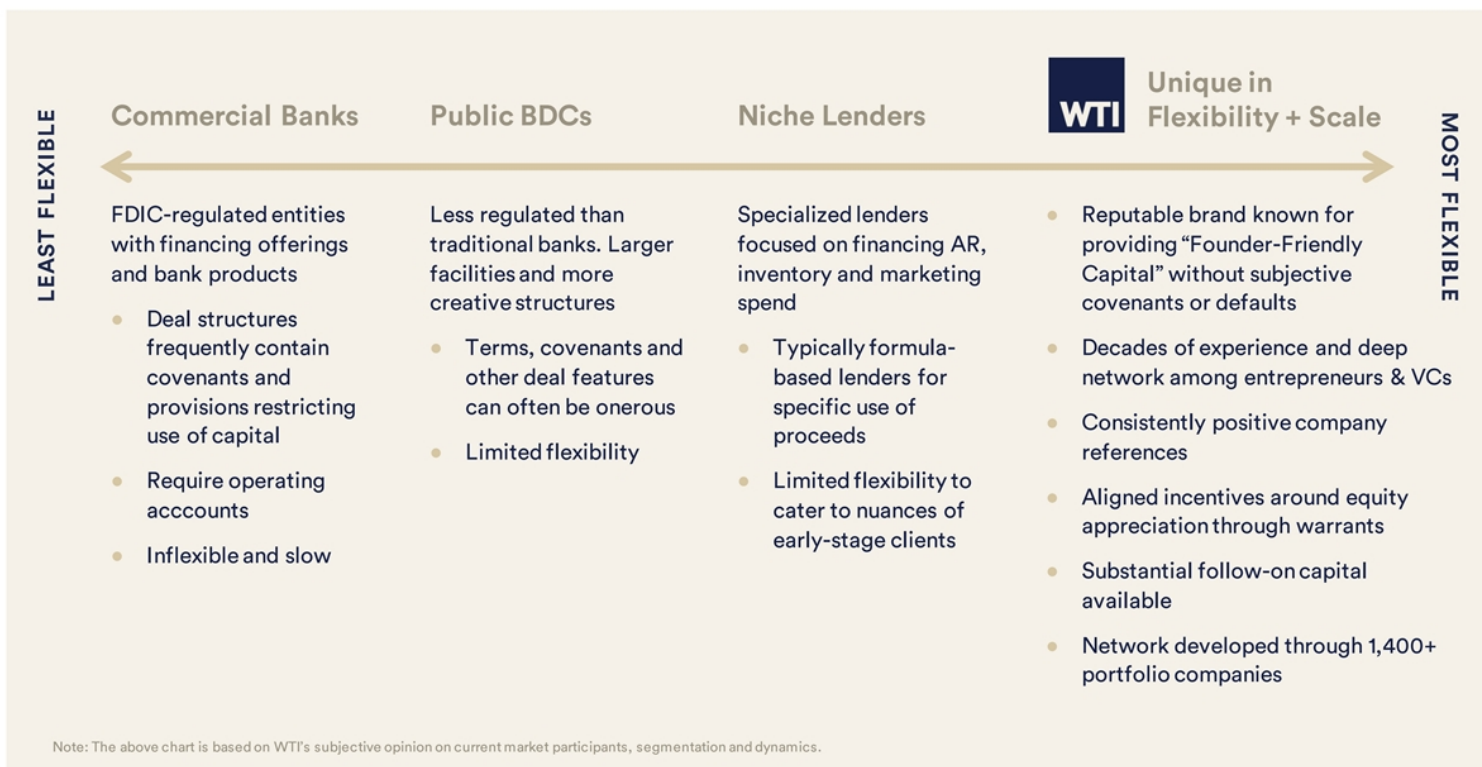 LEAST FLEXIBLE
Commercial Banks
FDIC-regulated entities
with financing offerings
and bank products
Deal structures
frequently contain
covenants and
provisions restricting
use of capital
Require operating
acccounts
Inflexible and slow
Public BDCs
Less regulated than
traditional banks. Larger
facilities and more
creative structures
Terms, covenants and
other deal features
can often be onerous
Limited flexibility
Niche Lenders
Specialized lenders
focused on financing AR,
inventory and marketing
spend
Typically formula-
based lenders for
specific use of
proceeds
Limited flexibility to
cater to nuances of
early-stage clients
WTI
Unique in
Flexibility + Scale
Reputable brand known for
providing “Founder-Friendly
Capital” without subjective
covenants or defaults
Decades of experience and deep
network among entrepreneurs & VCs
Consistently positive company
references
Aligned incentives around equity
appreciation through warrants
Substantial follow-on capital
available
Network developed through 1,400+
portfolio companies
MOST FLEXIBLE
Note: The above chart is based on WTI’s subjective opinion on current market participants, segmentation and dynamics.